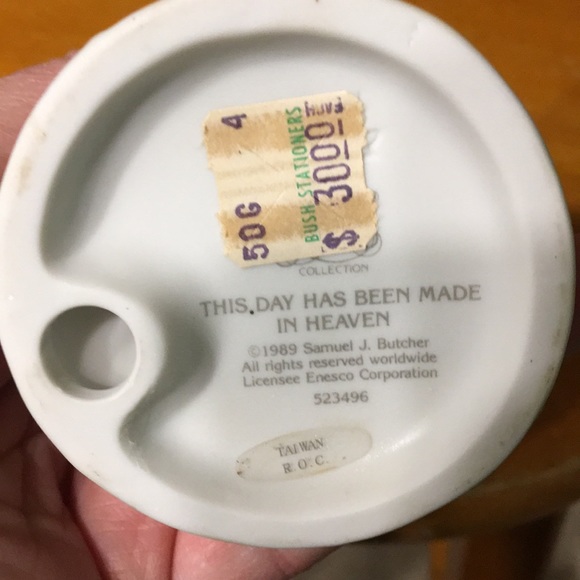 4
50G
BUSH STATIONERS
$ 3000
COLLECTION
THIS DAY HAS BEEN MADE
IN HEAVEN
©1989 Samuel J. Butcher
All rights reserved worldwide
Licensee Enesco Corporation
523496
TAIWAN
R.O.C.